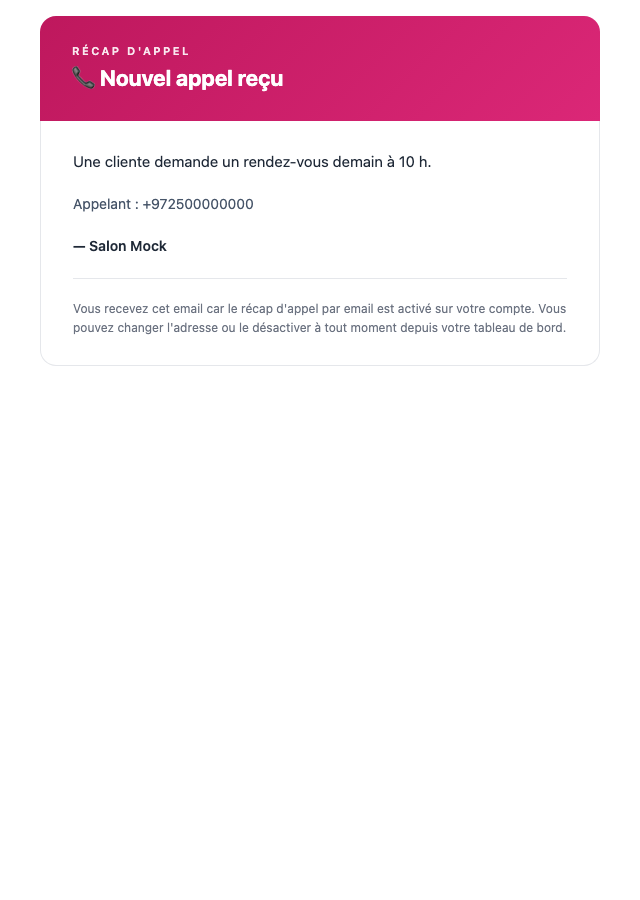 RÉCAP D'APPEL
📞 Nouvel appel reçu
Une cliente demande un rendez-vous demain à 10 h.
Appelant : +972500000000
— Salon Mock
Vous recevez cet email car le récap d'appel par email est activé sur votre compte. Vous
pouvez changer l'adresse ou le désactiver à tout moment depuis votre tableau de bord.